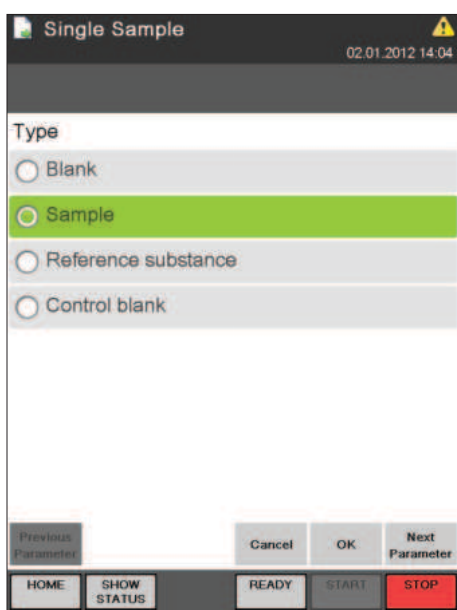 Single Sample
02.01.2012 14:04
Type
Blank
Sample
Reference substance
Control blank
Previous
Parameter
Cancel
OK
Next
Parameter
HOME
SHOW
STATUS
READY
START
STOP